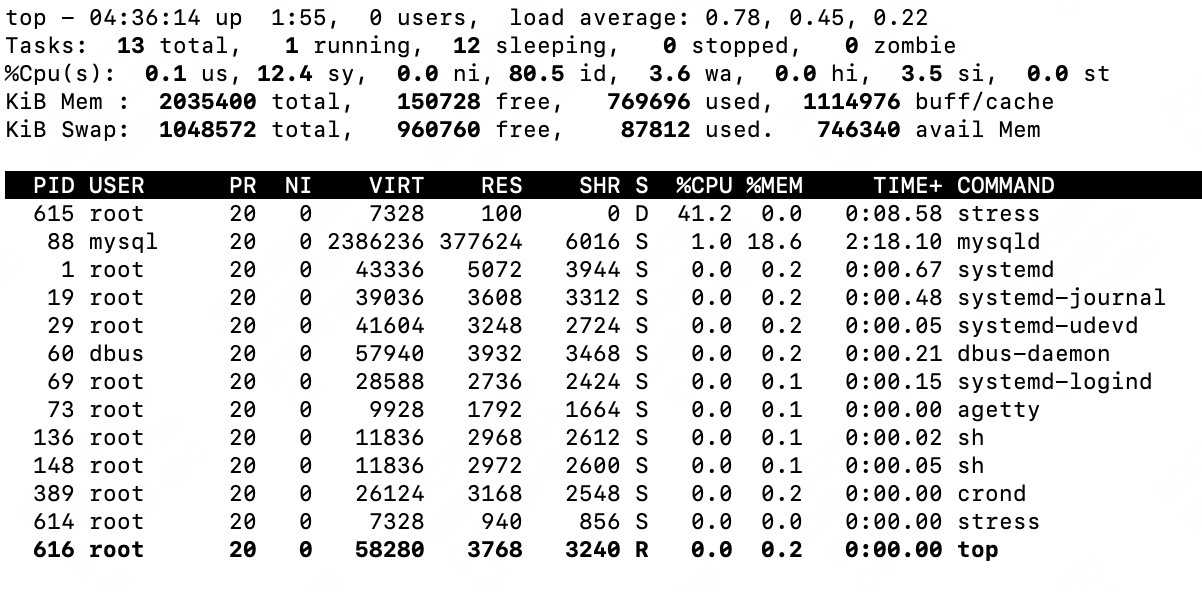 top - 04:36:14 up  1:55,  0 users,  load average: 0.78, 0.45, 0.22
Tasks:  13 total,   1 running,  12 sleeping,   0 stopped,   0 zombie
%Cpu(s):  0.1 us, 12.4 sy,  0.0 ni, 80.5 id,  3.6 wa,  0.0 hi,  3.5 si,  0.0 st
KiB Mem :  2035400 total,   150728 free,   769696 used,  1114976 buff/cache
KiB Swap:  1048572 total,   960760 free,    87812 used.   746340 avail Mem
PID USER      PR  NI    VIRT    RES    SHR S  %CPU %MEM     TIME+ COMMAND
615 root      20   0    7328    100      0 D  41.2  0.0   0:08.58 stress
88 mysql     20   0 2386236 377624   6016 S   1.0 18.6   2:18.10 mysqld
1 root      20   0   43336   5072   3944 S   0.0  0.2   0:00.67 systemd
19 root      20   0   39036   3608   3312 S   0.0  0.2   0:00.48 systemd-journal
29 root      20   0   41604   3248   2724 S   0.0  0.2   0:00.05 systemd-udevd
60 dbus      20   0   57940   3932   3468 S   0.0  0.2   0:00.21 dbus-daemon
69 root      20   0   28588   2736   2424 S   0.0  0.1   0:00.15 systemd-logind
73 root      20   0    9928   1792   1664 S   0.0  0.1   0:00.00 agetty
136 root      20   0   11836   2968   2612 S   0.0  0.1   0:00.02 sh
148 root      20   0   11836   2972   2600 S   0.0  0.1   0:00.05 sh
389 root      20   0   26124   3168   2548 S   0.0  0.2   0:00.00 crond
614 root      20   0    7328    940    856 S   0.0  0.0   0:00.00 stress
616 root      20   0   58280   3768   3240 R   0.0  0.2   0:00.00 top